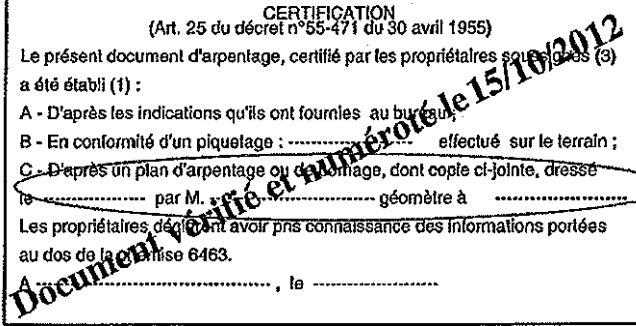 CERTIFICATION
(Art. 25 du décret n°55-471 du 30 avril 1955)
Le présent document d'arpentage, certifié par les propriétaires soussignés (3)
a été établi (1) :
A - D'après les indications qu'ils ont fournies au bureau;
B - En conformité d'un piquetage : --------------- effectué sur le terrain ;
C - D'après un plan d'arpentage ou de bornage, dont copie ci-jointe, dressé
le --------------- par M. --------------- géomètre à ---------------
Les propriétaires déclarent avoir pris connaissance des informations portées
au dos de la chemise 6463.
A ---------------, le ---------------
Document vérifié et numéroté le 15/10/2012